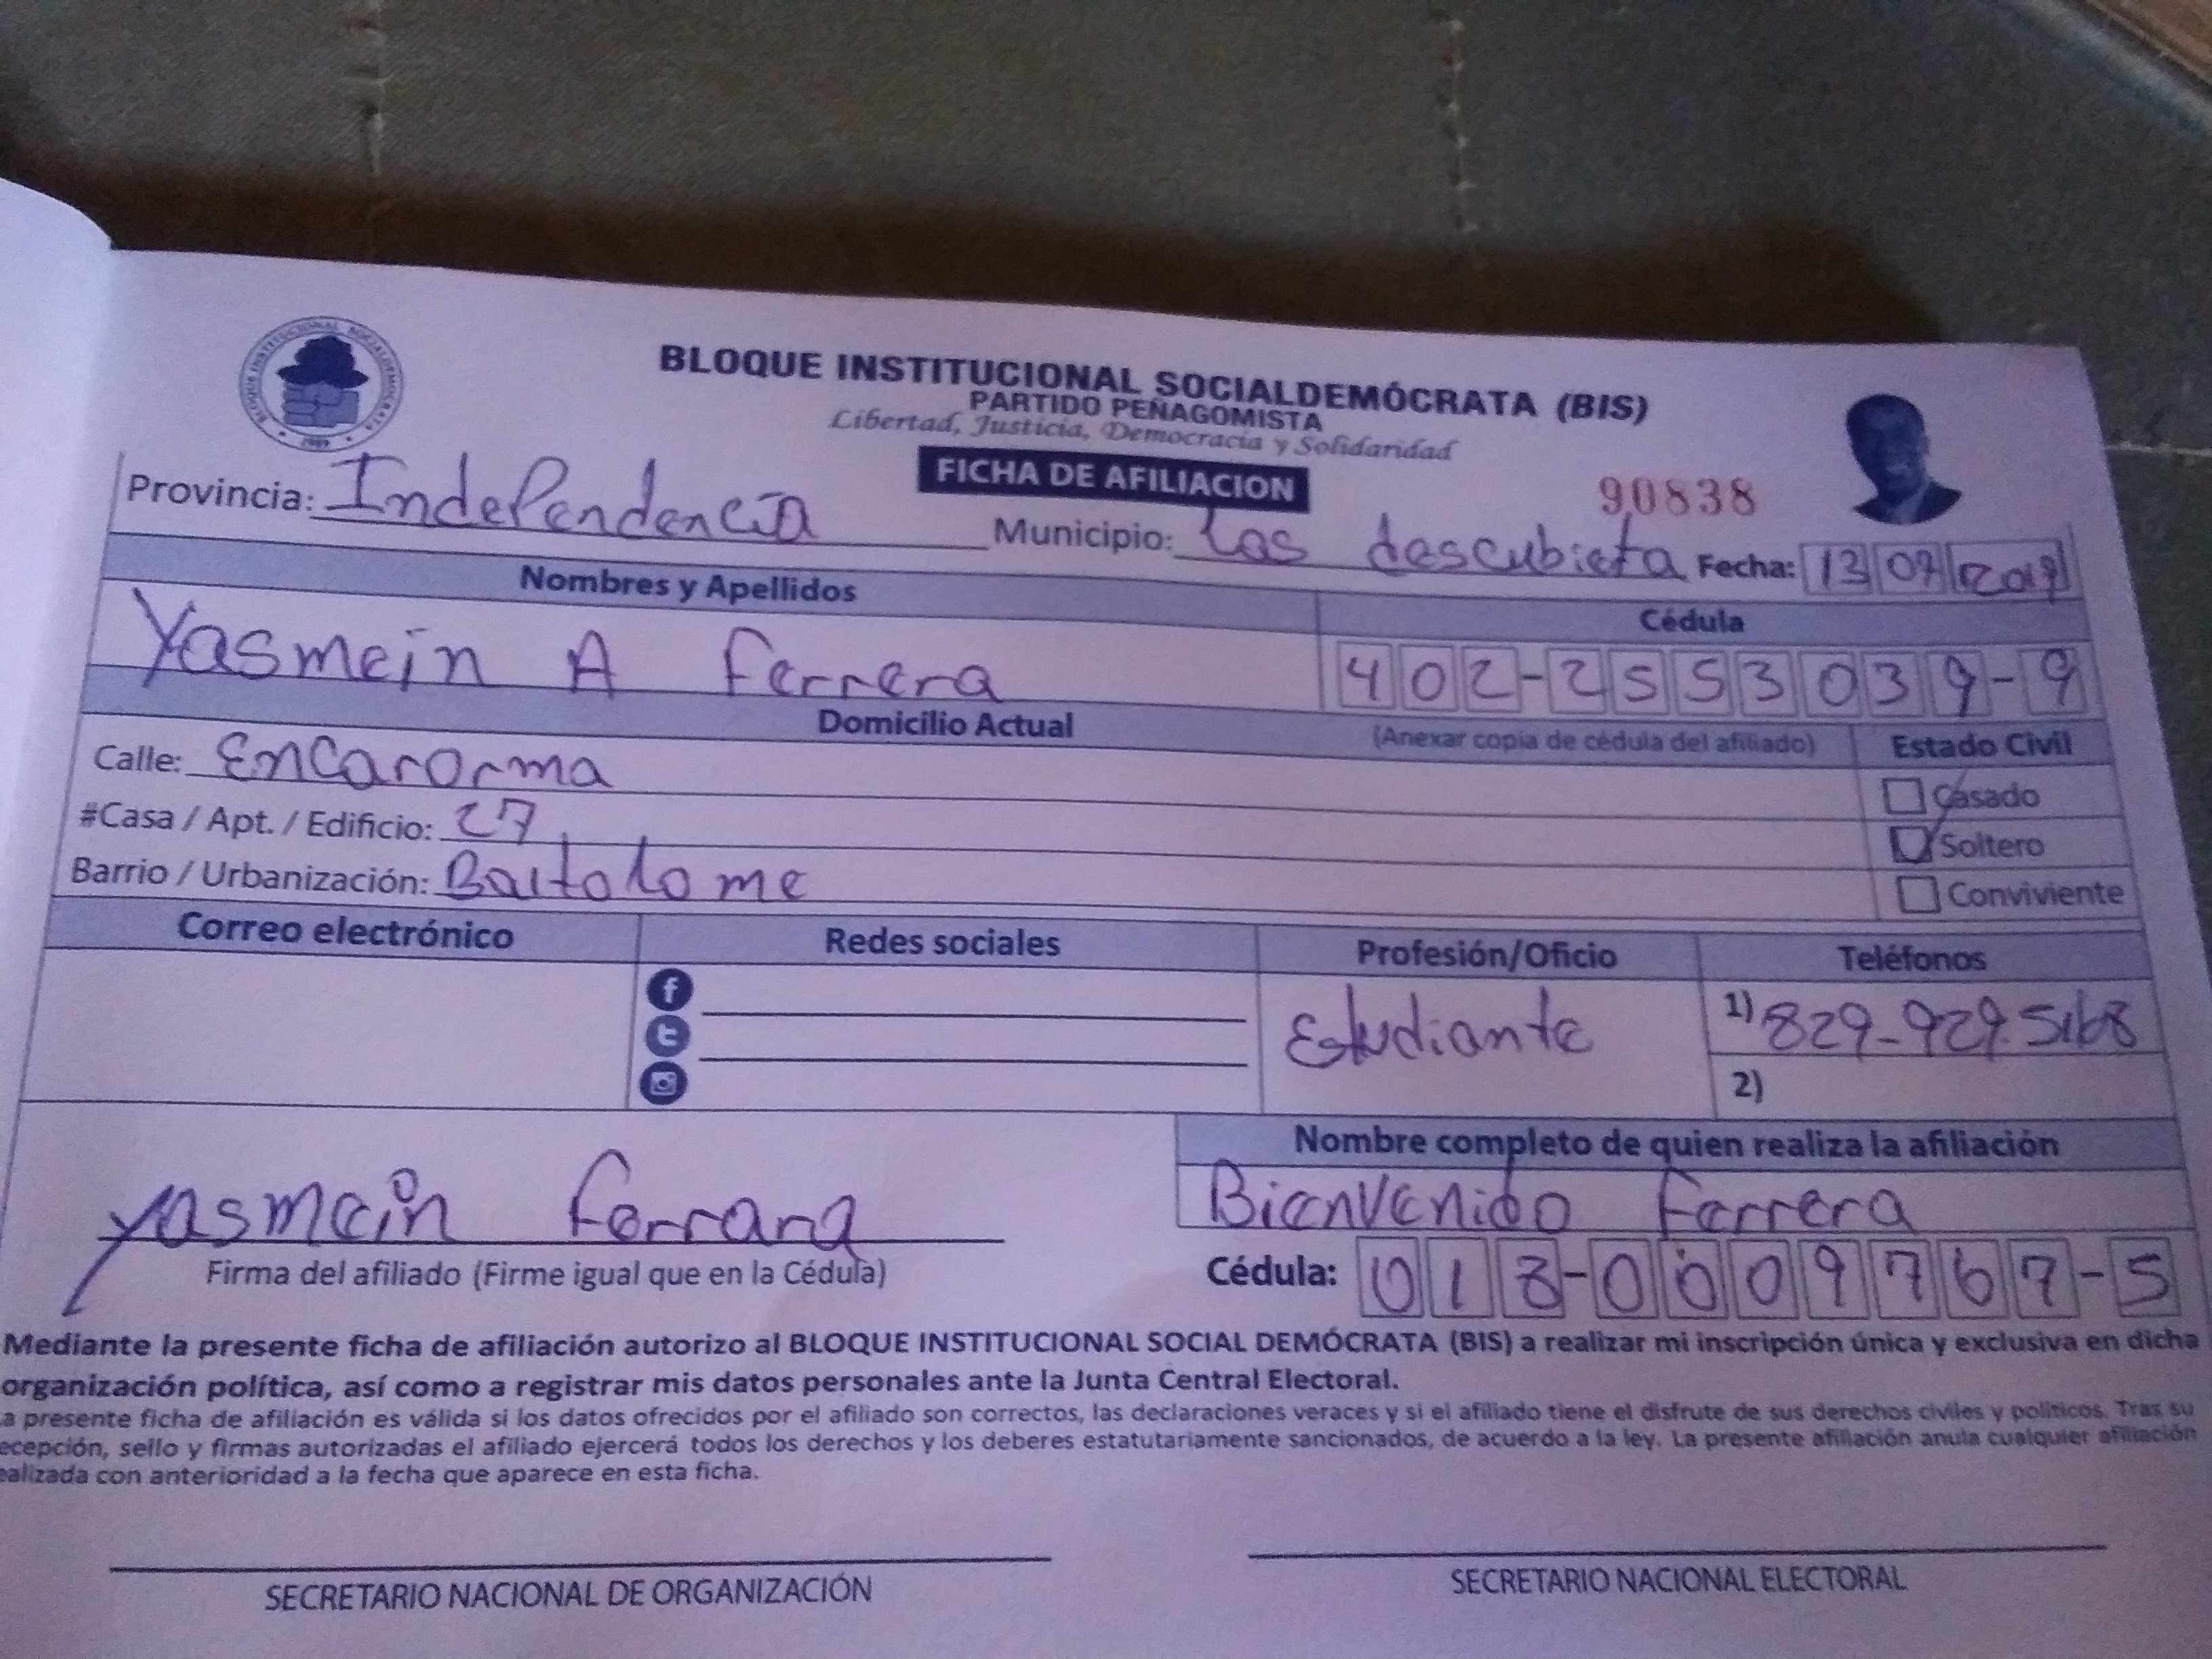 BLOQUE INSTITUCIONAL SOCIALDEMOCRATA
BLOQUE INSTITUCIONAL SOCIALDEMÓCRATA (BIS)
PARTIDO PEÑAGOMISTA
Libertad, Justicia, Democracia y Solidaridad
FICHA DE AFILIACION
90838
Provincia: Independencia Municipio: Las descubieta Fecha: 13 07 2019
Nombres y Apellidos
Cédula
Yasmein A Ferrera
402-2553039-9
Domicilio Actual
(Anexar copia de cédula del afiliado)
Estado Civil
Calle: Encarorma
Casado
#Casa / Apt. / Edificio: 27
Soltero
Barrio / Urbanización: Baltolome
Conviviente
Correo electrónico
Redes sociales
Profesión/Oficio
Teléfonos
Estudiante
1) 829-929.5168
2)
Nombre completo de quien realiza la afiliación
Yasmein Ferrara
Bienvenido Ferrera
Firma del afiliado (Firme igual que en la Cédula)
Cédula: 018-0009767-5
Mediante la presente ficha de afiliación autorizo al BLOQUE INSTITUCIONAL SOCIAL DEMÓCRATA (BIS) a realizar mi inscripción única y exclusiva en dicha
organización política, así como a registrar mis datos personales ante la Junta Central Electoral.
a presente ficha de afiliación es válida si los datos ofrecidos por el afiliado son correctos, las declaraciones veraces y si el afiliado tiene el disfrute de sus derechos civiles y políticos. Tras su
ecepción, sello y firmas autorizadas el afiliado ejercerá todos los derechos y los deberes estatutariamente sancionados, de acuerdo a la ley. La presente afiliación anula cualquier afiliación
ealizada con anterioridad a la fecha que aparece en esta ficha.
SECRETARIO NACIONAL DE ORGANIZACIÓN
SECRETARIO NACIONAL ELECTORAL